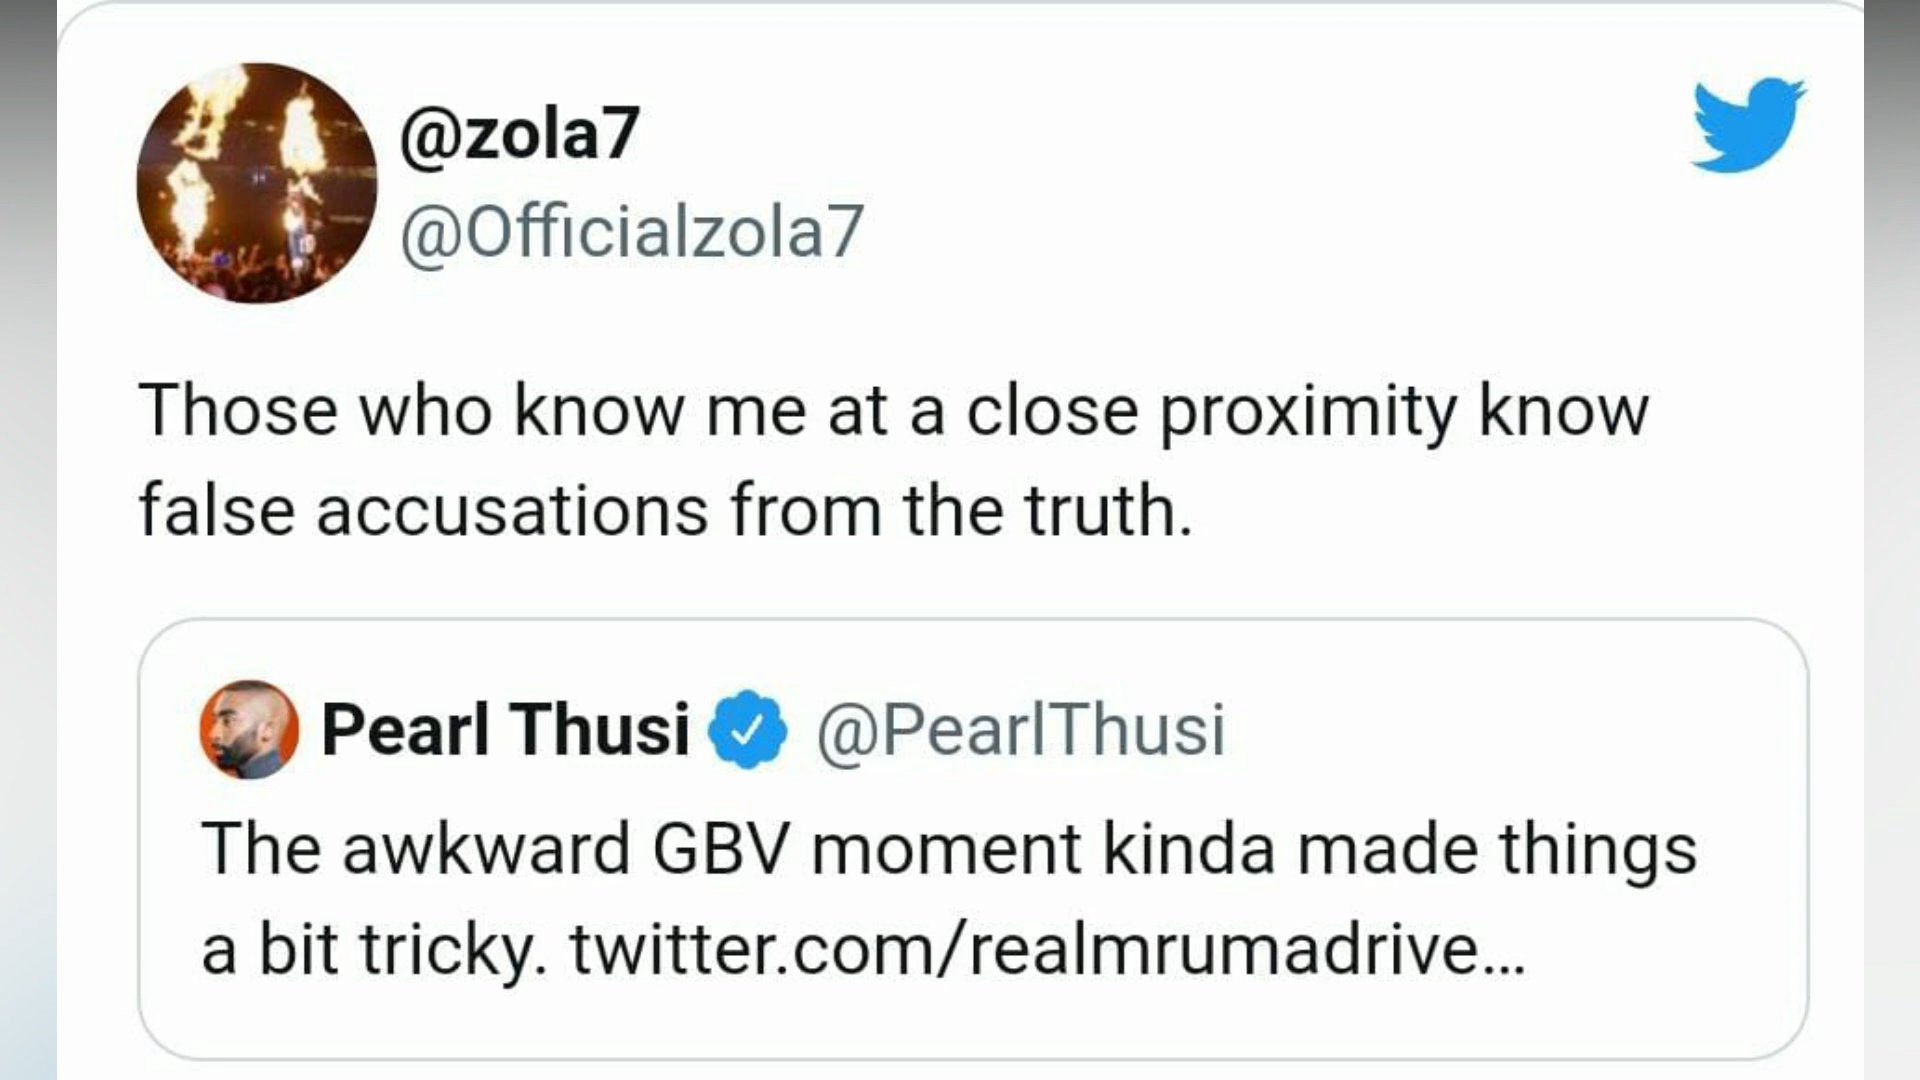 @zola7
@Officialzola7
Those who know me at a close proximity know
false accusations from the truth.
Pearl Thusi @PearlThusi
The awkward GBV moment kinda made things
a bit tricky. twitter.com/realmrumadrive...